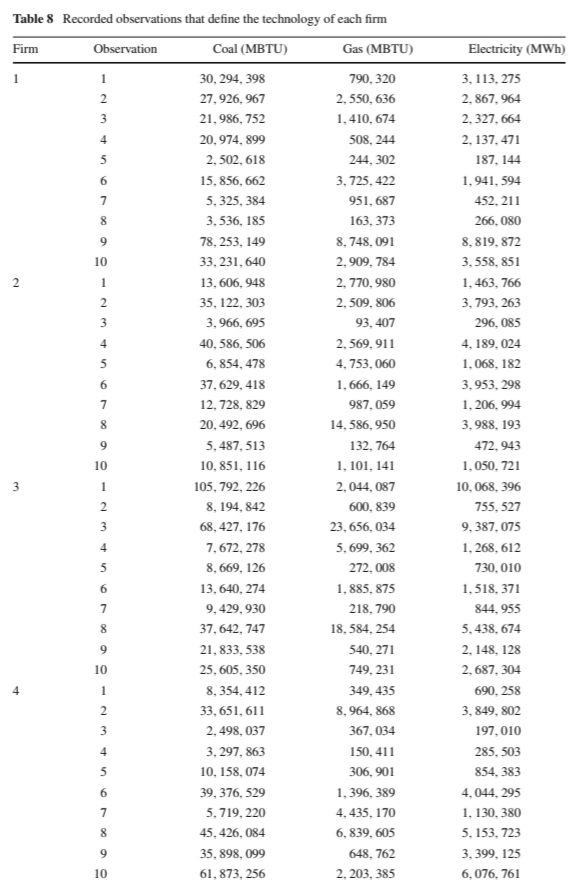 Table 8 Recorded observations that define the technology of each firm
Firm Observation Coal (MBTU) Gas (MBTU) Electricity (MWh)
1 1 30, 294, 398 790, 320 3, 113, 275
2 27, 926, 967 2, 550, 636 2, 867, 964
3 21, 986, 752 1, 410, 674 2, 327, 664
4 20, 974, 899 508, 244 2, 137, 471
5 2, 502, 618 244, 302 187, 144
6 15, 856, 662 3, 725, 422 1, 941, 594
7 5, 325, 384 951, 687 452, 211
8 3, 536, 185 163, 373 266, 080
9 78, 253, 149 8, 748, 091 8, 819, 872
10 33, 231, 640 2, 909, 784 3, 558, 851
2 1 13, 606, 948 2, 770, 980 1, 463, 766
2 35, 122, 303 2, 509, 806 3, 793, 263
3 3, 966, 695 93, 407 296, 085
4 40, 586, 506 2, 569, 911 4, 189, 024
5 6, 854, 478 4, 753, 060 1, 068, 182
6 37, 629, 418 1, 666, 149 3, 953, 298
7 12, 728, 829 987, 059 1, 206, 994
8 20, 492, 696 14, 586, 950 3, 988, 193
9 5, 487, 513 132, 764 472, 943
10 10, 851, 116 1, 101, 141 1, 050, 721
3 1 105, 792, 226 2, 044, 087 10, 068, 396
2 8, 194, 842 600, 839 755, 527
3 68, 427, 176 23, 656, 034 9, 387, 075
4 7, 672, 278 5, 699, 362 1, 268, 612
5 8, 669, 126 272, 008 730, 010
6 13, 640, 274 1, 885, 875 1, 518, 371
7 9, 429, 930 218, 790 844, 955
8 37, 642, 747 18, 584, 254 5, 438, 674
9 21, 833, 538 540, 271 2, 148, 128
10 25, 605, 350 749, 231 2, 687, 304
4 1 8, 354, 412 349, 435 690, 258
2 33, 651, 611 8, 964, 868 3, 849, 802
3 2, 498, 037 367, 034 197, 010
4 3, 297, 863 150, 411 285, 503
5 10, 158, 074 306, 901 854, 383
6 39, 376, 529 1, 396, 389 4, 044, 295
7 5, 719, 220 4, 435, 170 1, 130, 380
8 45, 426, 084 6, 839, 605 5, 153, 723
9 35, 898, 099 648, 762 3, 399, 125
10 61, 873, 256 2, 203, 385 6, 076, 761